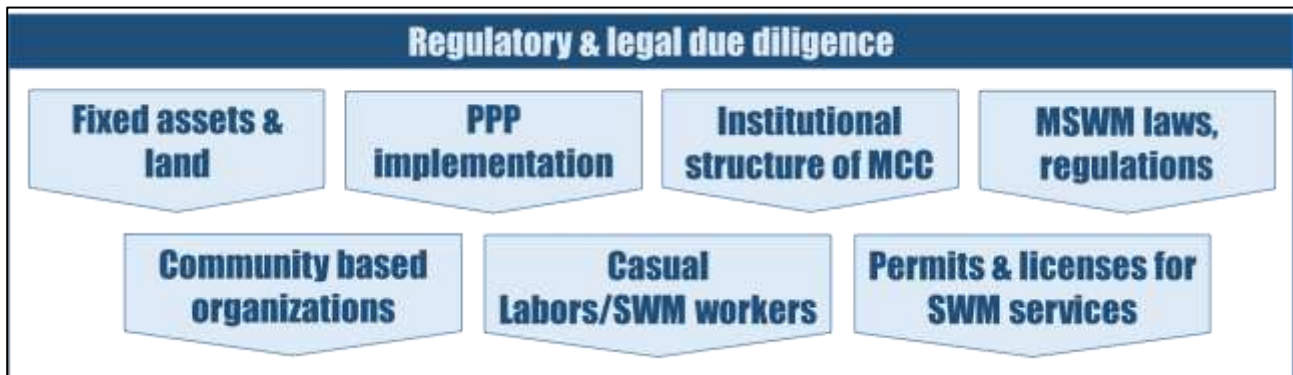 Regulatory & legal due diligence
Fixed assets &
land
PPP
implementation
Institutional
structure of MCC
MSWM laws,
regulations
Community based
organizations
Casual
Labors/SWM workers
Permits & licenses for
SWM services